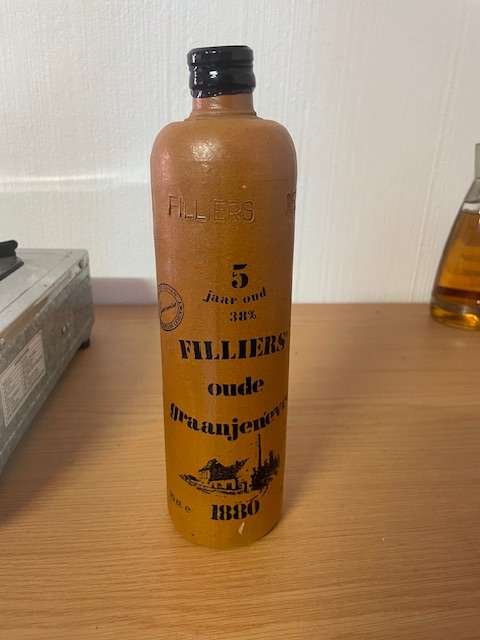 FILLIERS
5
jaar oud
38%
FILLIERS
oude
graanjenever
1880